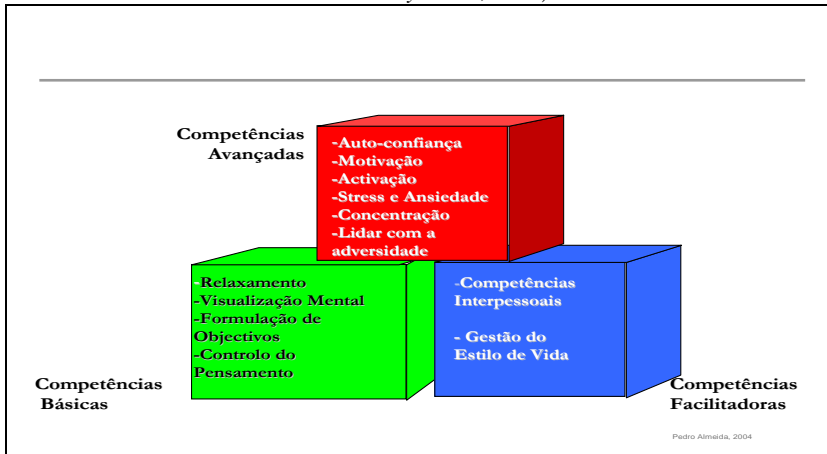 Competências
Avançadas
-Auto-confiança
-Motivação
-Activação
-Stress e Ansiedade
-Concentração
-Lidar com a
adversidade
-Relaxamento
-Visualização Mental
-Formulação de
Objectivos
-Controlo do
Pensamento
-Competências
Interpessoais
- Gestão do
Estilo de Vida
Competências
Básicas
Competências
Facilitadoras
Pedro Almeida, 2004